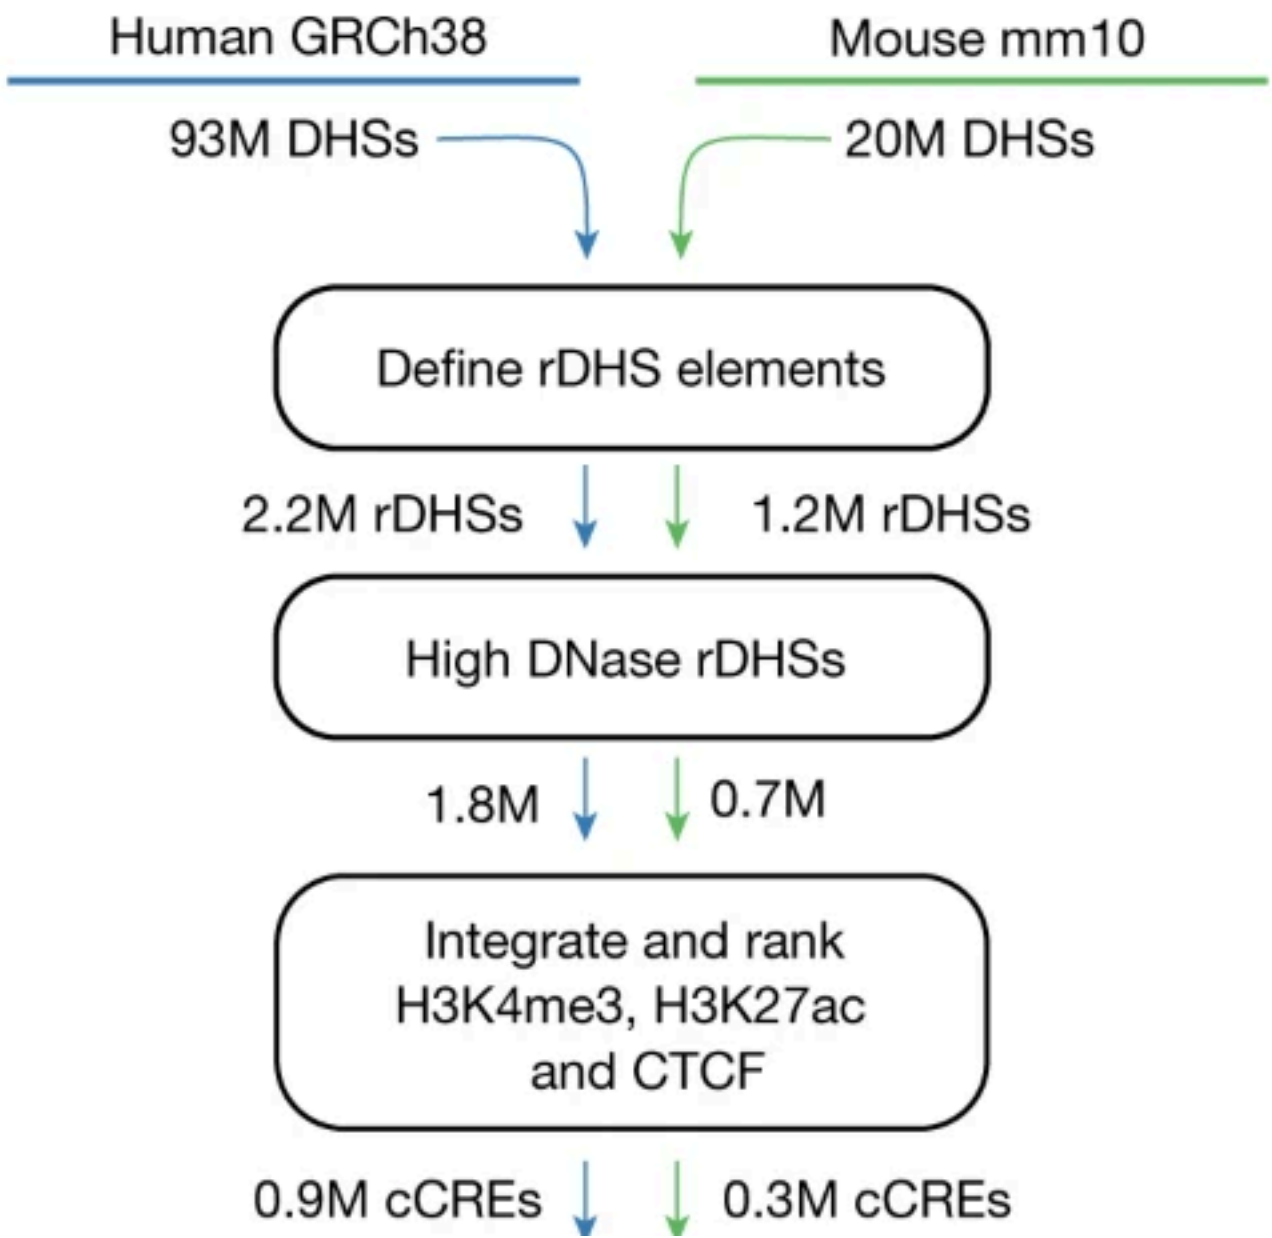 Human GRCh38
Mouse mm10
93M DHSs
20M DHSs
Define rDHS elements
2.2M rDHSs
1.2M rDHSs
High DNase rDHSs
1.8M
0.7M
Integrate and rank
H3K4me3, H3K27ac
and CTCF
0.9M cCREs
0.3M cCREs